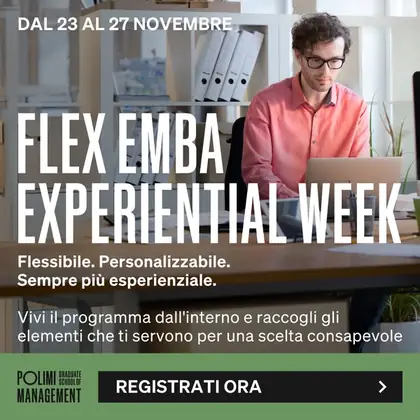 DAL 23 AL 27 NOVEMBRE
FLEX EMBA
EXPERIENTIAL WEEK
Flessibile. Personalizzabile.
Sempre più esperienziale.
Vivi il programma dall'interno e raccogli gli
elementi che ti servono per una scelta consapevole
POLIMI GRADUATE
SCHOOL OF
MANAGEMENT
REGISTRATI ORA